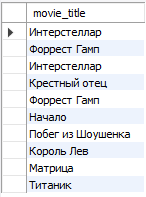 movie_title
Интерстеллар
Форрест Гамп
Интерстеллар
Крестный отец
Форрест Гамп
Начало
Побег из Шоушенка
Король Лев
Матрица
Титаник